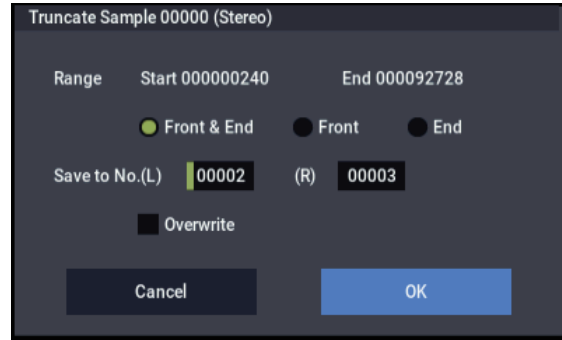 Truncate Sample 00000 (Stereo)
Range Start 000000240 End 000092728
Front & End Front End
Save to No.(L) 00002 (R) 00003
Overwrite
Cancel OK